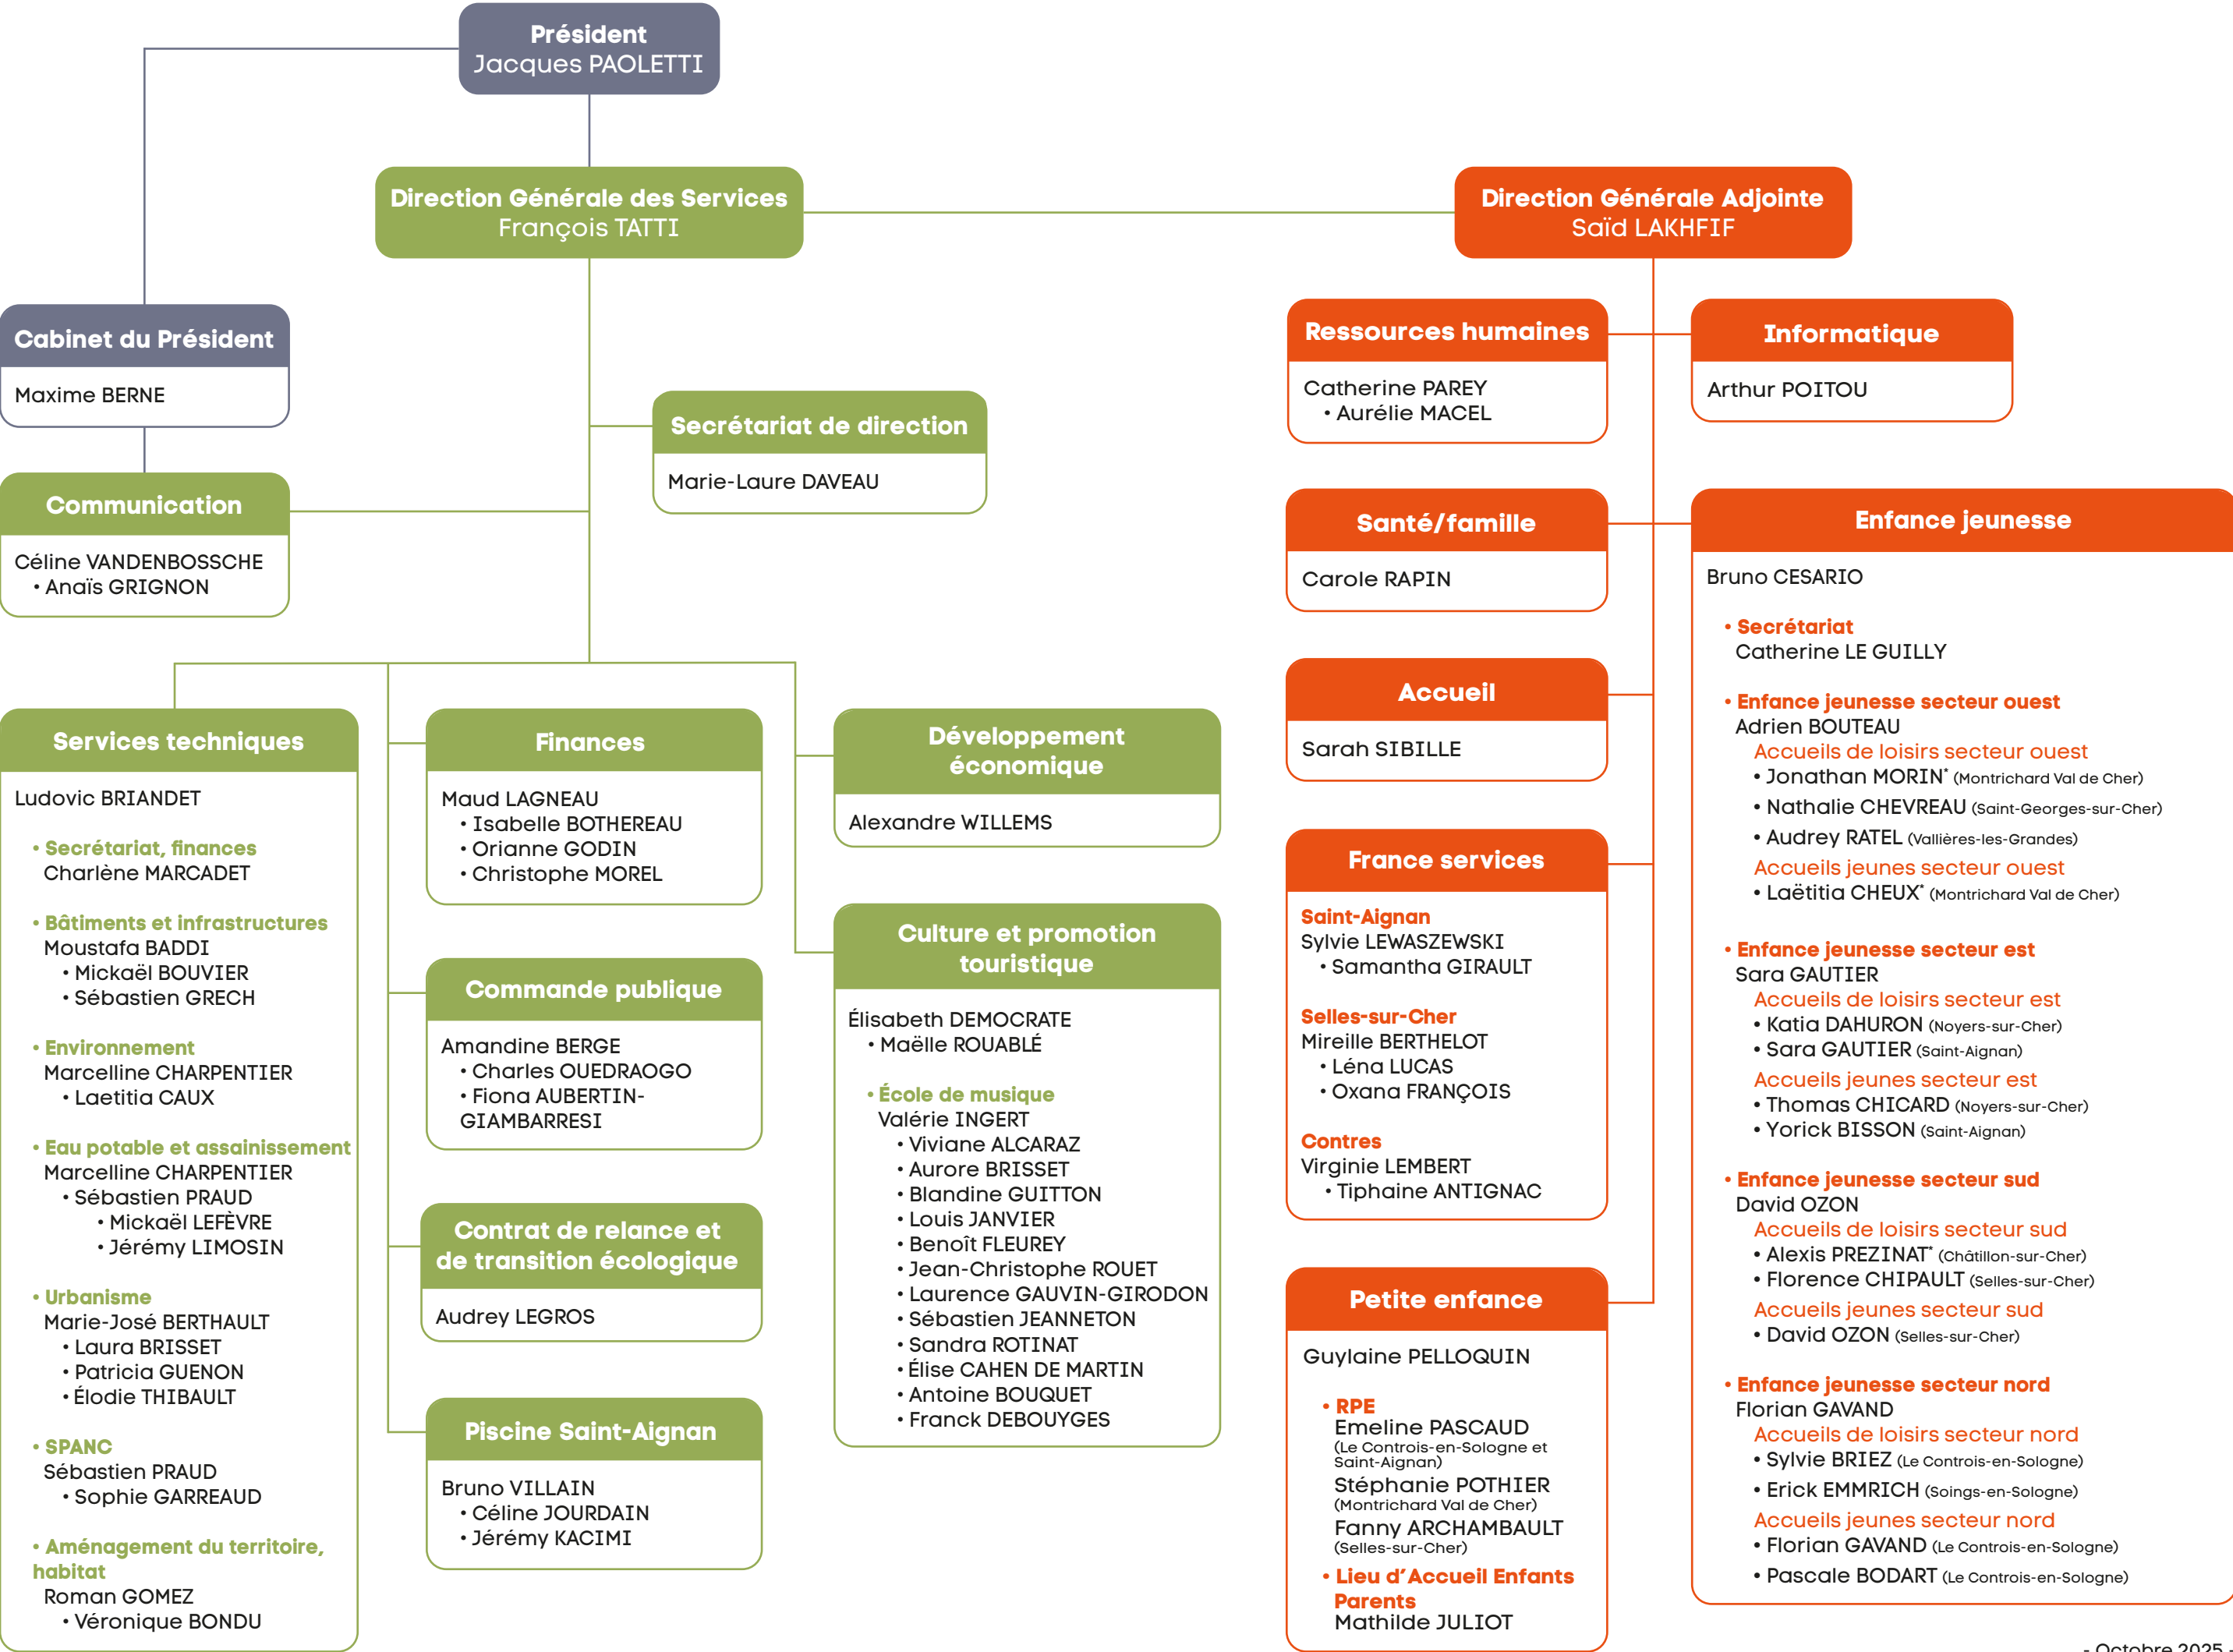 Président
Jacques PAOLETTI
Direction Générale des Services
François TATTI
Direction Générale Adjointe
Saïd LAKHFIF
Cabinet du Président
Maxime BERNE
Communication
Céline VANDENBOSSCHE
• Anaïs GRIGNON
Secrétariat de direction
Marie-Laure DAVEAU
Services techniques
Ludovic BRIANDET
• Secrétariat, finances
Charlène MARCADET
• Bâtiments et infrastructures
Moustafa BADDI
• Mickaël BOUVIER
• Sébastien GRECH
• Environnement
Marcelline CHARPENTIER
• Laetitia CAUX
• Eau potable et assainissement
Marcelline CHARPENTIER
• Sébastien PRAUD
• Mickaël LEFÈVRE
• Jérémy LIMOSIN
• Urbanisme
Marie-José BERTHAULT
• Laura BRISSET
• Patricia GUENON
• Élodie THIBAULT
• SPANC
Sébastien PRAUD
• Sophie GARREAUD
• Aménagement du territoire,
habitat
Roman GOMEZ
• Véronique BONDU
Finances
Maud LAGNEAU
• Isabelle BOTHEREAU
• Orianne GODIN
• Christophe MOREL
Commande publique
Amandine BERGE
• Charles OUEDRAOGO
• Fiona AUBERTIN-
GIAMBARRESI
Contrat de relance et
de transition écologique
Audrey LEGROS
Piscine Saint-Aignan
Bruno VILLAIN
• Céline JOURDAIN
• Jérémy KACIMI
Développement
économique
Alexandre WILLEMS
Culture et promotion
touristique
Élisabeth DEMOCRATE
• Maëlle ROUABLÉ
• École de musique
Valérie INGERT
• Viviane ALCARAZ
• Aurore BRISSET
• Blandine GUITTON
• Louis JANVIER
• Benoît FLEUREY
• Jean-Christophe ROUET
• Laurence GAUVIN-GIRODON
• Sébastien JEANNETON
• Sandra ROTINAT
• Élise CAHEN DE MARTIN
• Antoine BOUQUET
• Franck DEBOUYGES
Ressources humaines
Catherine PAREY
• Aurélie MACEL
Informatique
Arthur POITOU
Santé/famille
Carole RAPIN
Accueil
Sarah SIBILLE
France services
Saint-Aignan
Sylvie LEWASZEWSKI
• Samantha GIRAULT
Selles-sur-Cher
Mireille BERTHELOT
• Léna LUCAS
• Oxana FRANÇOIS
Contres
Virginie LEMBERT
• Tiphaine ANTIGNAC
Petite enfance
Guylaine PELLOQUIN
• RPE
Emeline PASCAUD
(Le Controis-en-Sologne et
Saint-Aignan)
Stéphanie POTHIER
(Montrichard Val de Cher)
Fanny ARCHAMBAULT
(Selles-sur-Cher)
• Lieu d’Accueil Enfants
Parents
Mathilde JULIOT
Enfance jeunesse
Bruno CESARIO
• Secrétariat
Catherine LE GUILLY
• Enfance jeunesse secteur ouest
Adrien BOUTEAU
Accueils de loisirs secteur ouest
• Jonathan MORIN* (Montrichard Val de Cher)
• Nathalie CHEVREAU (Saint-Georges-sur-Cher)
• Audrey RATEL (Vallières-les-Grandes)
Accueils jeunes secteur ouest
• Laëtitia CHEUX* (Montrichard Val de Cher)
• Enfance jeunesse secteur est
Sara GAUTIER
Accueils de loisirs secteur est
• Katia DAHURON (Noyers-sur-Cher)
• Sara GAUTIER (Saint-Aignan)
Accueils jeunes secteur est
• Thomas CHICARD (Noyers-sur-Cher)
• Yorick BISSON (Saint-Aignan)
• Enfance jeunesse secteur sud
David OZON
Accueils de loisirs secteur sud
• Alexis PREZINAT* (Châtillon-sur-Cher)
• Florence CHIPAULT (Selles-sur-Cher)
Accueils jeunes secteur sud
• David OZON (Selles-sur-Cher)
• Enfance jeunesse secteur nord
Florian GAVAND
Accueils de loisirs secteur nord
• Sylvie BRIEZ (Le Controis-en-Sologne)
• Erick EMMRICH (Soings-en-Sologne)
Accueils jeunes secteur nord
• Florian GAVAND (Le Controis-en-Sologne)
• Pascale BODART (Le Controis-en-Sologne)
- Octobre 2025 -